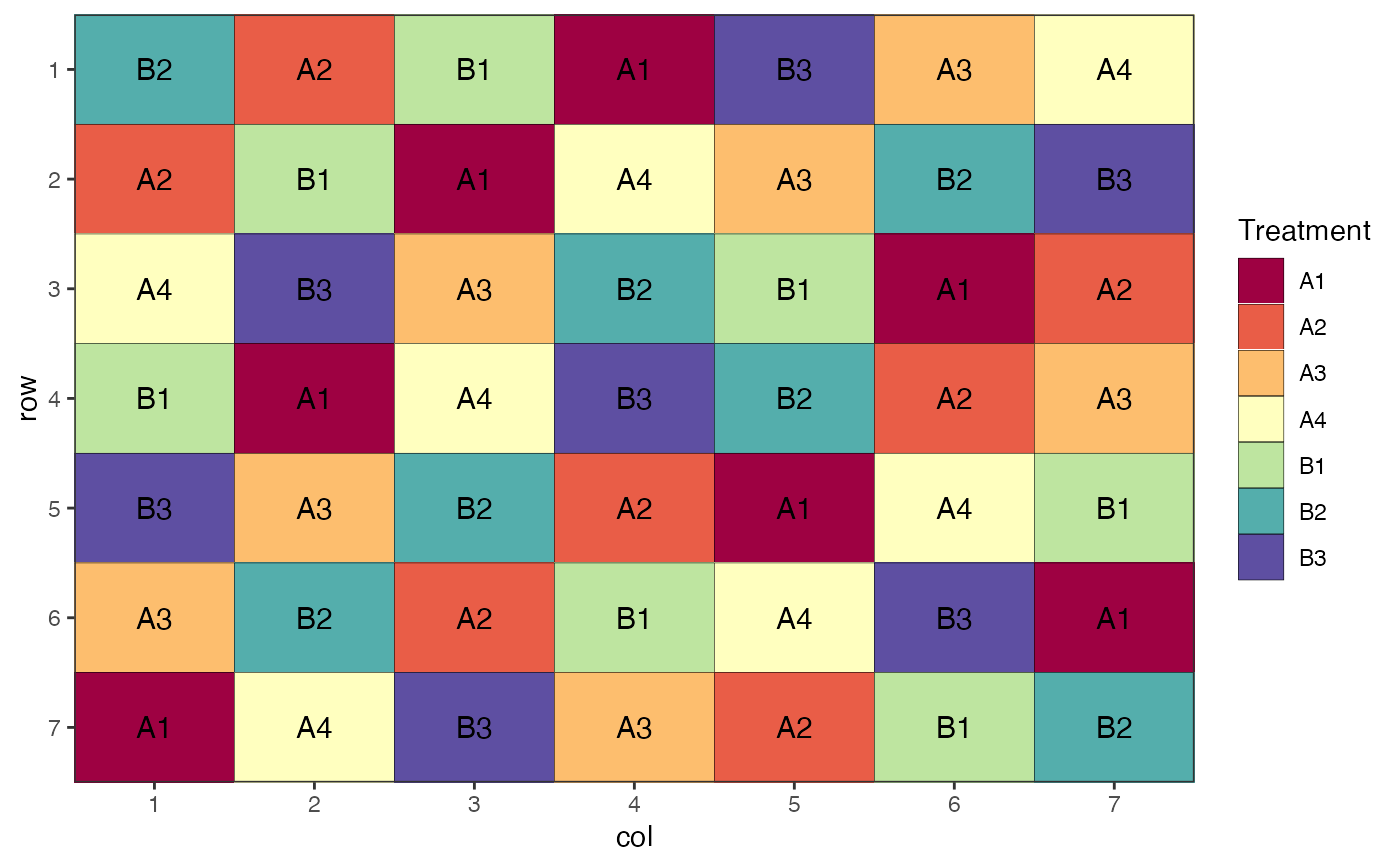 1 B2 A2 B1 A1 B3 A3 A4
2 A2 B1 A1 A4 A3 B2 B3
3 A4 B3 A3 B2 B1 A1 A2
4 B1 A1 A4 B3 B2 A2 A3
5 B3 A3 B2 A2 A1 A4 B1
6 A3 B2 A2 B1 A4 B3 A1
7 A1 A4 B3 A3 A2 B1 B2
row
1 2 3 4 5 6 7
col
Treatment
A1
A2
A3
A4
B1
B2
B3